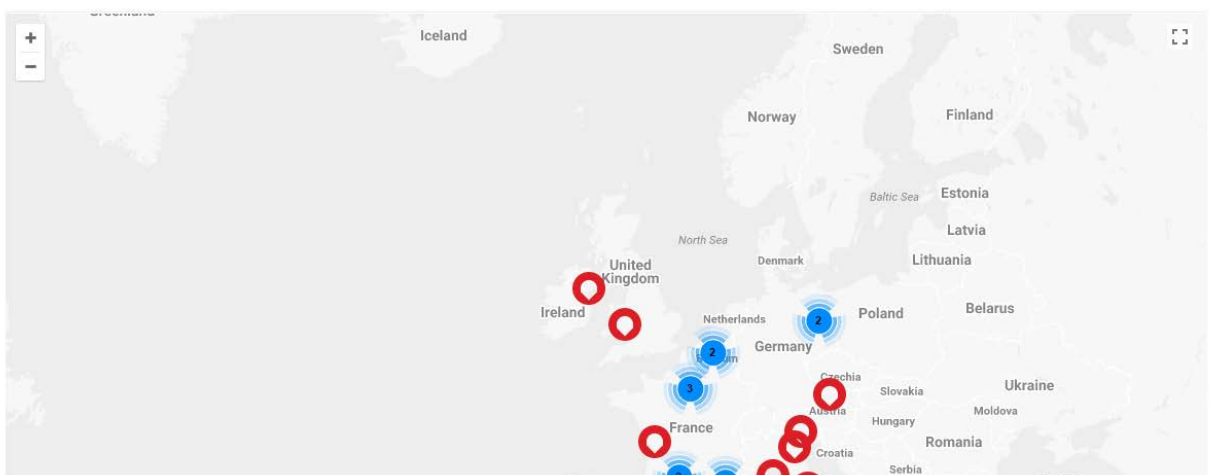 +
−
Iceland
Sweden
Norway
Finland
Baltic Sea
Estonia
Latvia
North Sea
Denmark
Lithuania
United
Kingdom
Ireland
Netherlands
2
Poland
Belarus
2
Germany
3
Czechia
Slovakia
Ukraine
Austria
Hungary
Moldova
France
Romania
Croatia
Serbia